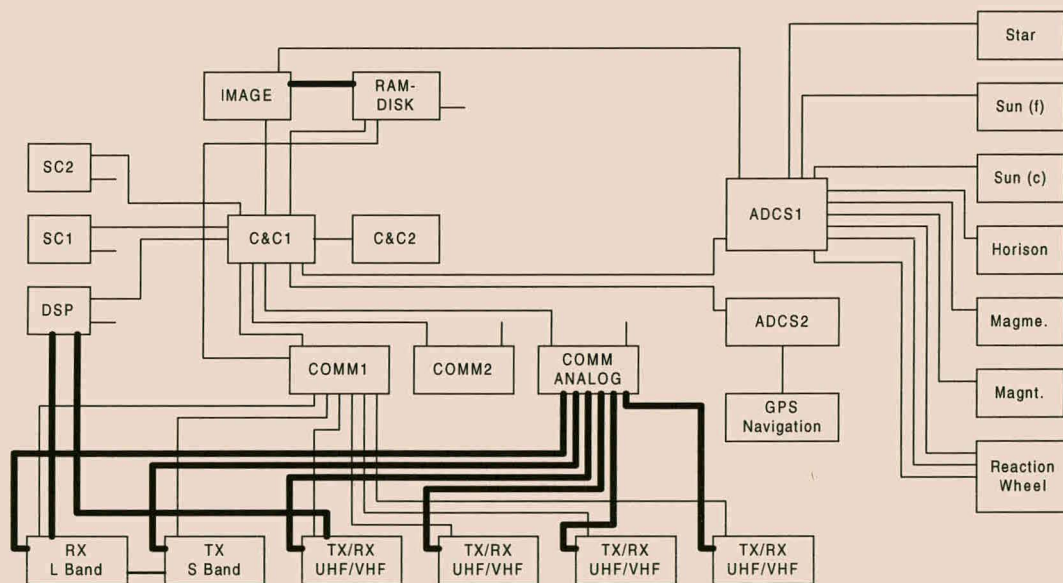 Star
IMAGE
RAM-
DISK
Sun (f)
SC2
Sun (c)
ADCS1
SC1
C&C1
C&C2
Horison
DSP
ADCS2
Magme.
COMM1
COMM2
COMM
ANALOG
Magnt.
GPS
Navigation
Reaction
Wheel
RX
L Band
TX
S Band
TX/RX
UHF/VHF
TX/RX
UHF/VHF
TX/RX
UHF/VHF
TX/RX
UHF/VHF